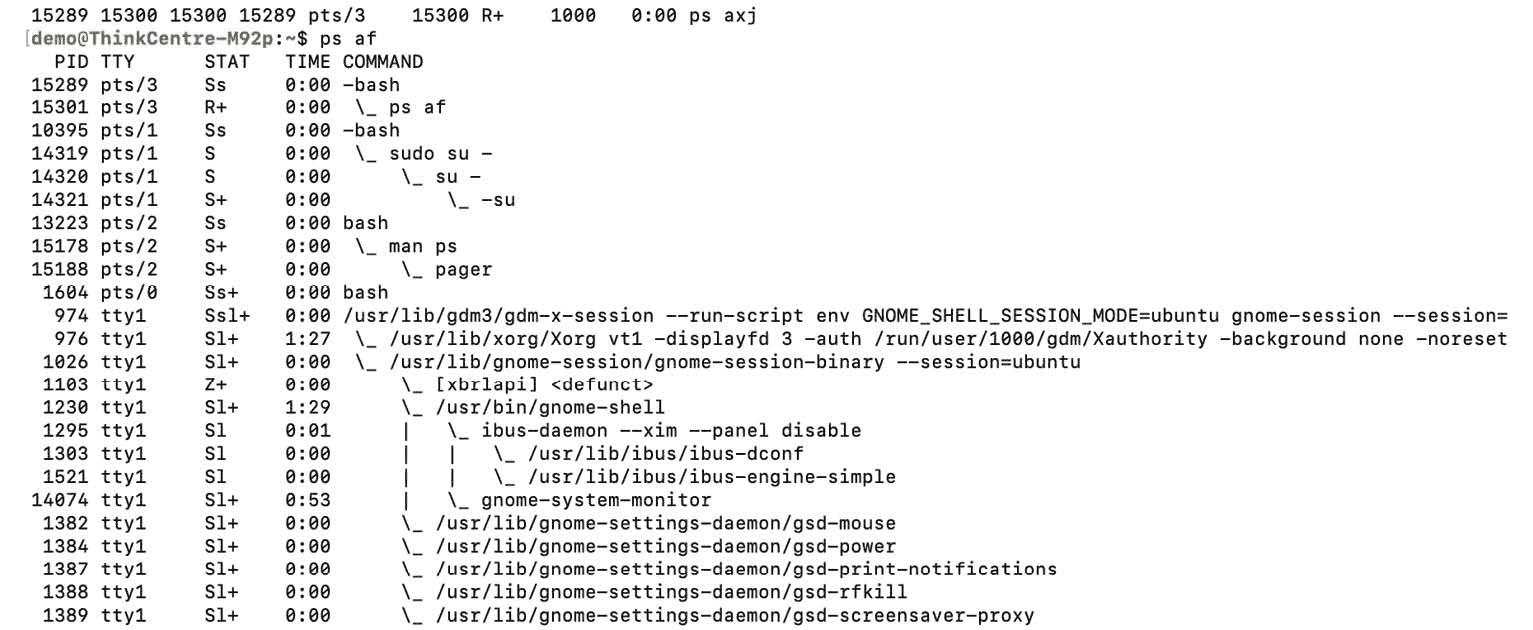 15289 15300 15300 15289 pts/3    15300 R+    1000   0:00 ps axj
[demo@ThinkCentre-M92p:~$ ps af
  PID TTY      STAT   TIME COMMAND
15289 pts/3    Ss     0:00 -bash
15301 pts/3    R+     0:00  \_ ps af
10395 pts/1    Ss     0:00 -bash
14319 pts/1    S      0:00  \_ sudo su -
14320 pts/1    S      0:00      \_ su -
14321 pts/1    S+     0:00          \_ -su
13223 pts/2    Ss     0:00 bash
15178 pts/2    S+     0:00  \_ man ps
15188 pts/2    S+     0:00      \_ pager
 1604 pts/0    Ss+    0:00 bash
  974 tty1     Ssl+   0:00 /usr/lib/gdm3/gdm-x-session --run-script env GNOME_SHELL_SESSION_MODE=ubuntu gnome-session --session=
  976 tty1     Sl+    1:27  \_ /usr/lib/xorg/Xorg vt1 -displayfd 3 -auth /run/user/1000/gdm/Xauthority -background none -noreset
 1026 tty1     Sl+    0:00  \_ /usr/lib/gnome-session/gnome-session-binary --session=ubuntu
 1103 tty1     Z+     0:00      \_ [xbrlapi] <defunct>
 1230 tty1     Sl+    1:29      \_ /usr/bin/gnome-shell
 1295 tty1     Sl     0:01      |   \_ ibus-daemon --xim --panel disable
 1303 tty1     Sl     0:00      |   |   \_ /usr/lib/ibus/ibus-dconf
 1521 tty1     Sl     0:00      |   |   \_ /usr/lib/ibus/ibus-engine-simple
14074 tty1     Sl+    0:53      |   \_ gnome-system-monitor
 1382 tty1     Sl+    0:00      \_ /usr/lib/gnome-settings-daemon/gsd-mouse
 1384 tty1     Sl+    0:00      \_ /usr/lib/gnome-settings-daemon/gsd-power
 1387 tty1     Sl+    0:00      \_ /usr/lib/gnome-settings-daemon/gsd-print-notifications
 1388 tty1     Sl+    0:00      \_ /usr/lib/gnome-settings-daemon/gsd-rfkill
 1389 tty1     Sl+    0:00      \_ /usr/lib/gnome-settings-daemon/gsd-screensaver-proxy